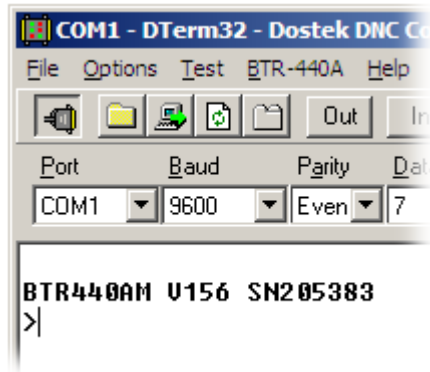 COM1 - DTerm32 - Dostek DNC Co
File Options Test BTR-440A Help
Out In
Port Baud Parity Dat
COM1 9600 Even 7
BTR440AM V156 SN205383
>